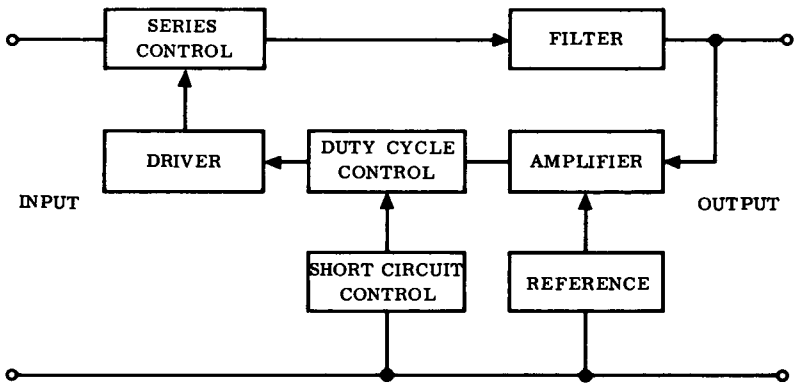 SERIES
CONTROL
FILTER
DRIVER
DUTY CYCLE
CONTROL
AMPLIFIER
INPUT
OUTPUT
SHORT CIRCUIT
CONTROL
REFERENCE